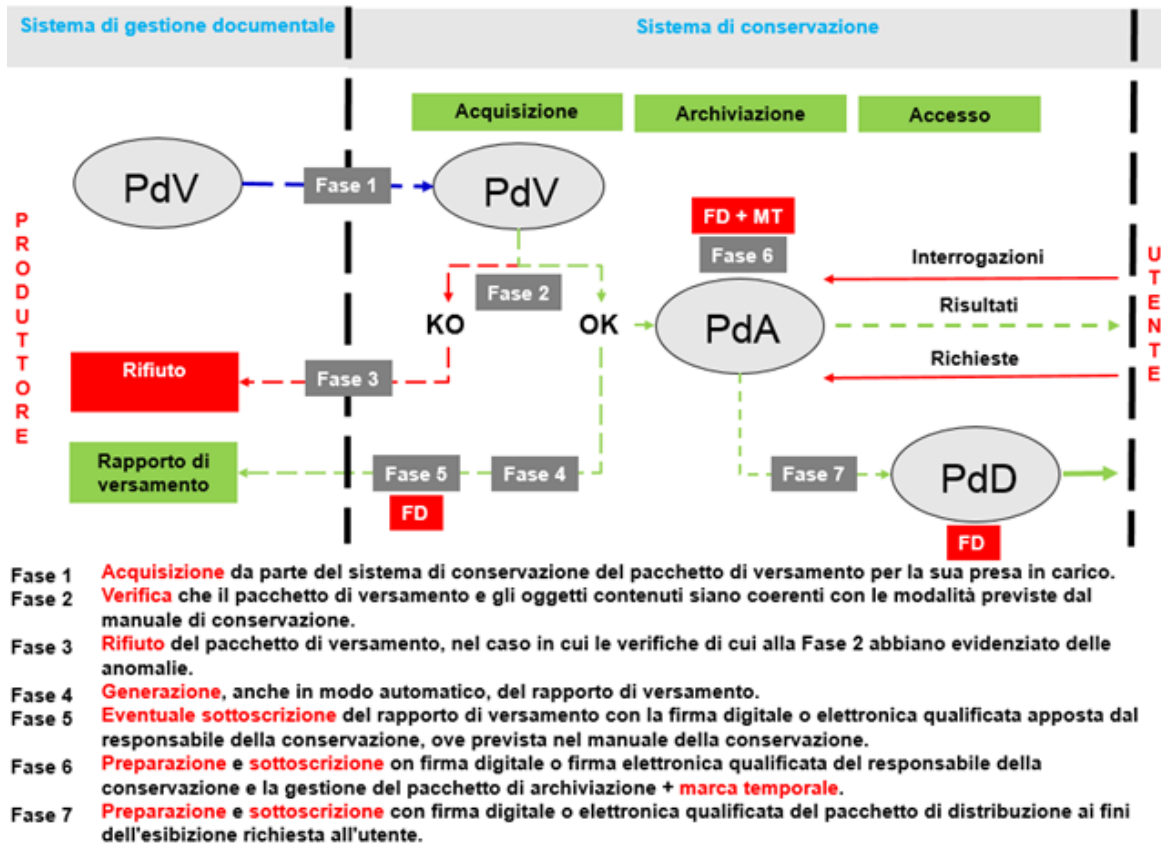 Sistema di gestione documentale
Sistema di conservazione
Acquisizione
Archiviazione
Accesso
PRODUTTORE
PdV
Fase 1
PdV
FD + MT
Fase 6
UTENTE
Interrogazioni
Fase 2
KO
OK
PdA
Risultati
Rifiuto
Fase 3
Richieste
Rapporto di
versamento
Fase 5
Fase 4
FD
Fase 7
PdD
FD
Fase 1 Acquisizione da parte del sistema di conservazione del pacchetto di versamento per la sua presa in carico.
Fase 2 Verifica che il pacchetto di versamento e gli oggetti contenuti siano coerenti con le modalità previste dal
manuale di conservazione.
Fase 3 Rifiuto del pacchetto di versamento, nel caso in cui le verifiche di cui alla Fase 2 abbiano evidenziato delle
anomalie.
Fase 4 Generazione, anche in modo automatico, del rapporto di versamento.
Fase 5 Eventuale sottoscrizione del rapporto di versamento con la firma digitale o elettronica qualificata apposta dal
responsabile della conservazione, ove prevista nel manuale della conservazione.
Fase 6 Preparazione e sottoscrizione on firma digitale o firma elettronica qualificata del responsabile della
conservazione e la gestione del pacchetto di archiviazione + marca temporale.
Fase 7 Preparazione e sottoscrizione con firma digitale o elettronica qualificata del pacchetto di distribuzione ai fini
dell'esibizione richiesta all'utente.